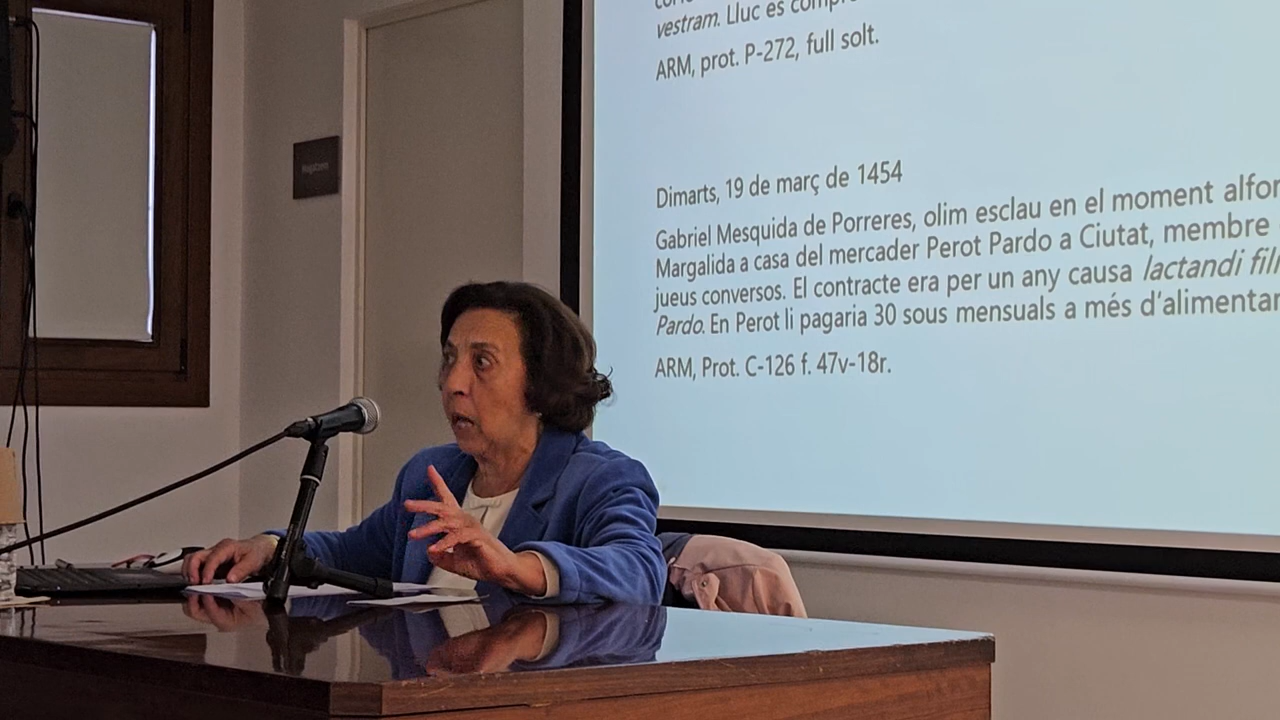 vestram. Lluc es compro
ARM, prot. P-272, full solt.
Dimarts, 19 de març de 1454
Gabriel Mesquida de Porreres, olim esclau en el moment alfor
Margalida a casa del mercader Perot Pardo a Ciutat, membre
jueus conversos. El contracte era per un any causa lactandi fili
Pardo. En Perot li pagaria 30 sous mensuals a més d'alimentar
ARM, Prot. C-126 f. 47v-18r.